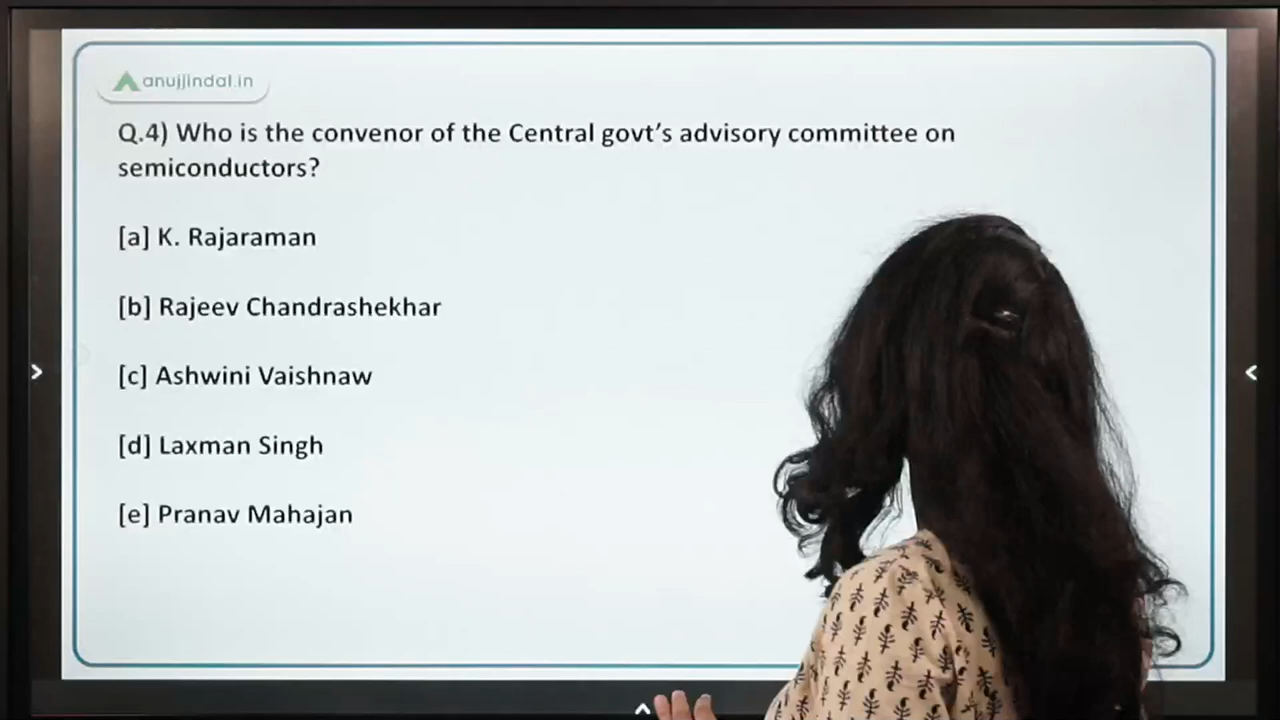 anujjindal.in
Q.4) Who is the convenor of the Central govt's advisory committee on
semiconductors?
[a] K. Rajaraman
[b] Rajeev Chandrashekhar
[c] Ashwini Vaishnaw
[d] Laxman Singh
[e] Pranav Mahajan